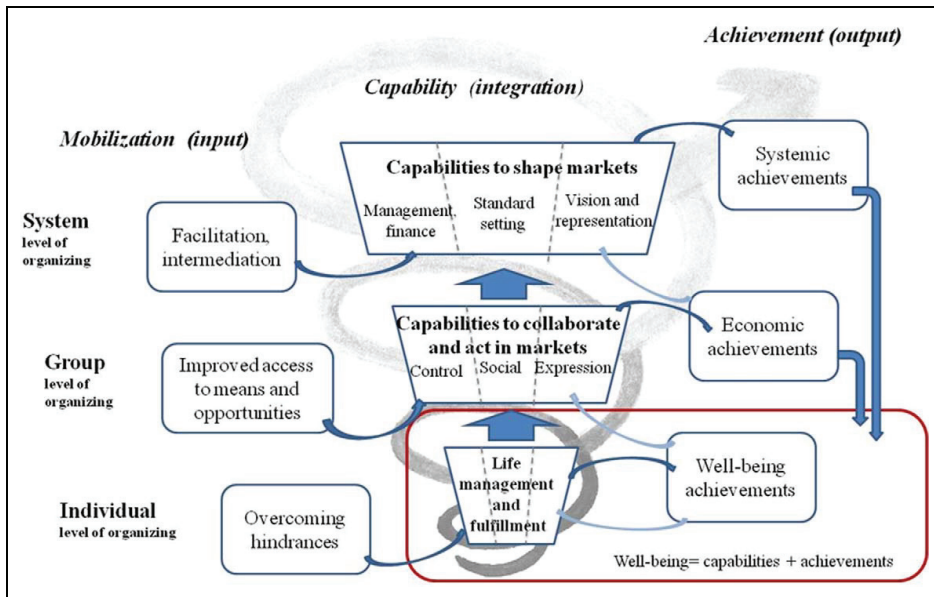 Achievement (output)
Capability (integration)
Mobilization (input)
Capabilities to shape markets
Management,
finance
Standard
setting
Vision and
representation
Systemic
achievements
System
level of
organizing
Facilitation,
intermediation
Capabilities to collaborate
and act in markets
Control
Social
Expression
Economic
achievements
Group
level of
organizing
Improved access
to means and
opportunities
Life
management
and
fulfillment
Well-being
achievements
Individual
level of organizing
Overcoming
hindrances
Well-being= capabilities + achievements